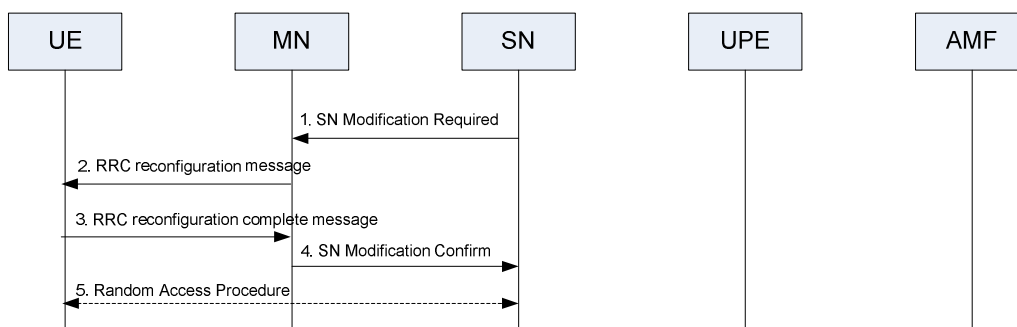 UE
MN
SN
UPE
AMF
1. SN Modification Required
2. RRC reconfiguration message
3. RRC reconfiguration complete message
4. SN Modification Confirm
5. Random Access Procedure